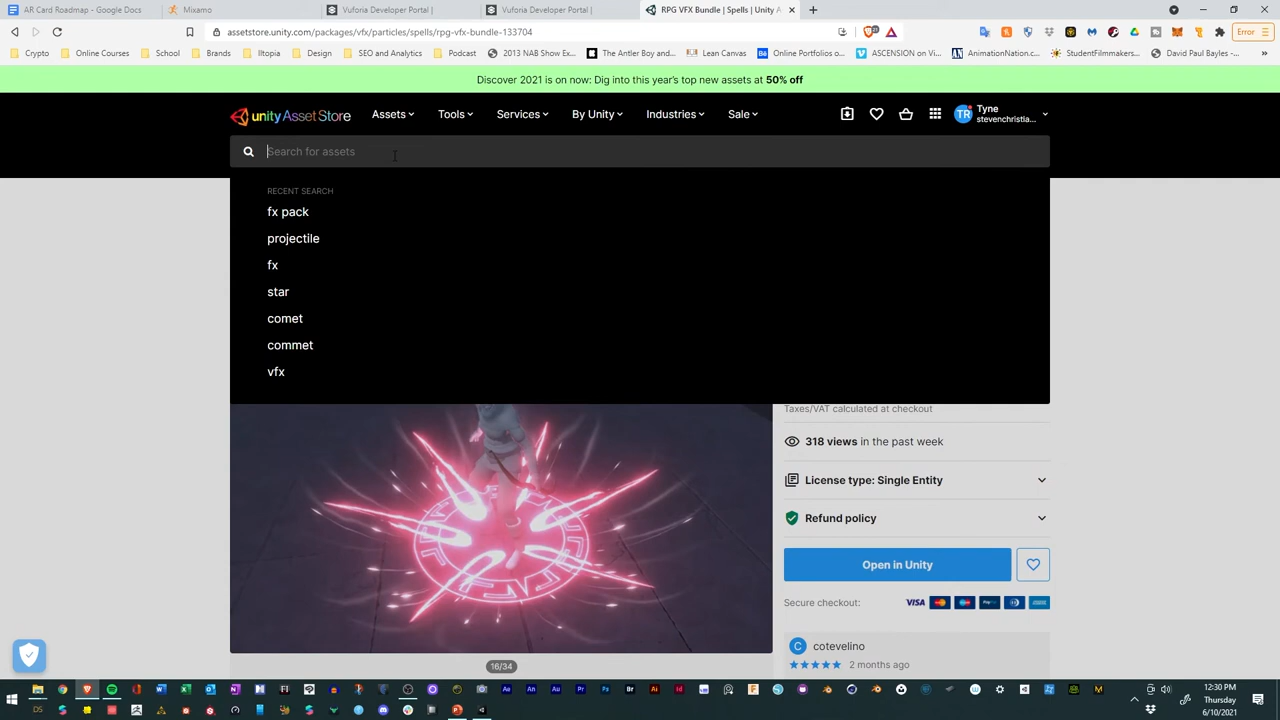 AR Card Roadmap - Google Docs
Mixamo
Vuforia Developer Portal |
Vuforia Developer Portal |
RPG VFX Bundle | Spells | Unity A
assetstore.unity.com/packages/vfx/particles/spells/rpg-vfx-bundle-133704
Error
Crypto
Online Courses
School
Brands
Iltopia
Design
SEO and Analytics
Podcast
2013 NAB Show Ex...
The Antler Boy and...
Lean Canvas
Online Portfolios o...
ASCENSION on Vi...
AnimationNation.c...
StudentFilmmakers...
David Paul Bayles -...
Discover 2021 is on now: Dig into this year's top new assets at 50% off
unity Asset Store
Assets
Tools
Services
By Unity
Industries
Sale
TR
Tyne
stevenchristia...
Search for assets
RECENT SEARCH
fx pack
projectile
fx
star
comet
commet
vfx
Taxes/VAT calculated at checkout
318 views in the past week
License type: Single Entity
Refund policy
Open in Unity
Secure checkout:
VISA
PayPal
C
cotevelino
2 months ago
16/34
12:30 PM
Thursday
6/10/2021